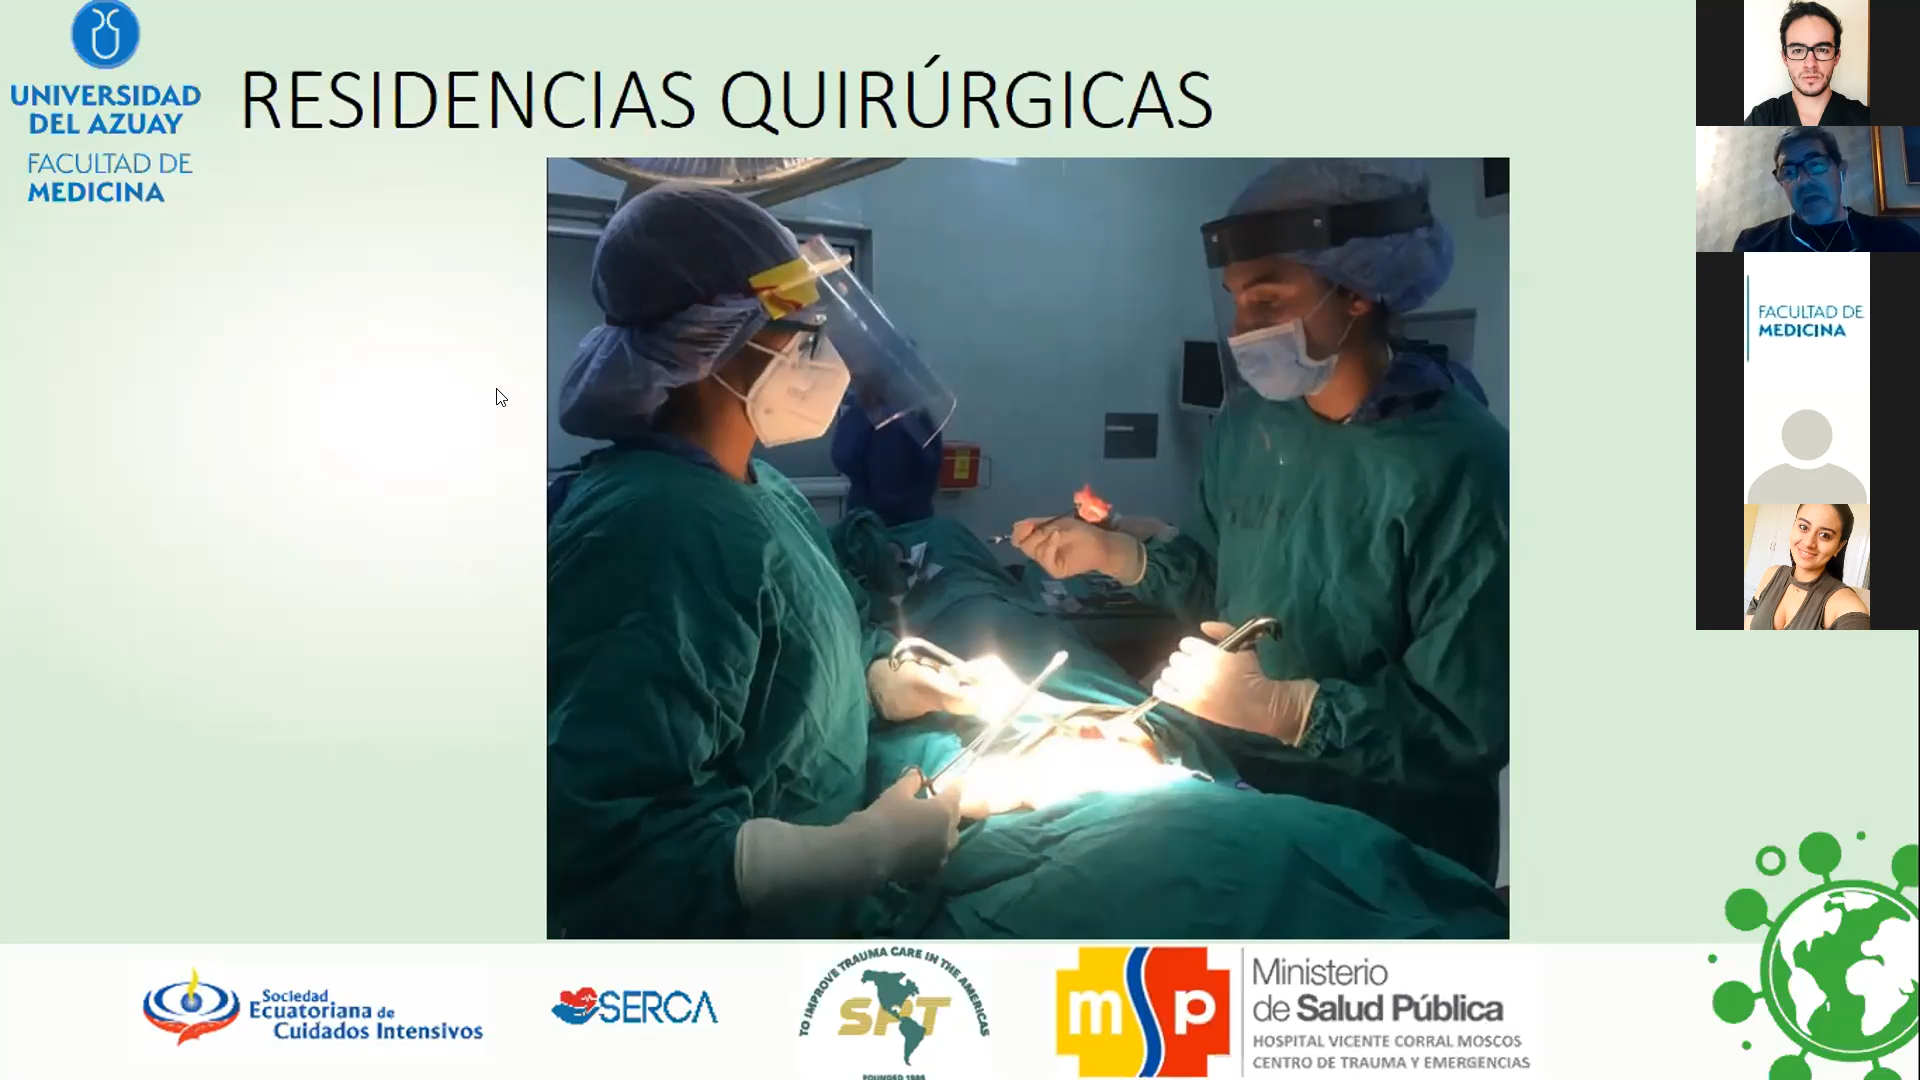 UNIVERSIDAD
DEL AZUAY
FACULTAD DE
MEDICINA
RESIDENCIAS QUIRÚRGICAS
FACULTAD DE
MEDICINA
Sociedad
Ecuatoriana de
Cuidados Intensivos
SERCA
TO IMPROVE TRAUMA CARE IN THE AMERICAS
SPT
FOUNDED 1986
msp
Ministerio
de Salud Pública
HOSPITAL VICENTE CORRAL MOSCOS
CENTRO DE TRAUMA Y EMERGENCIAS